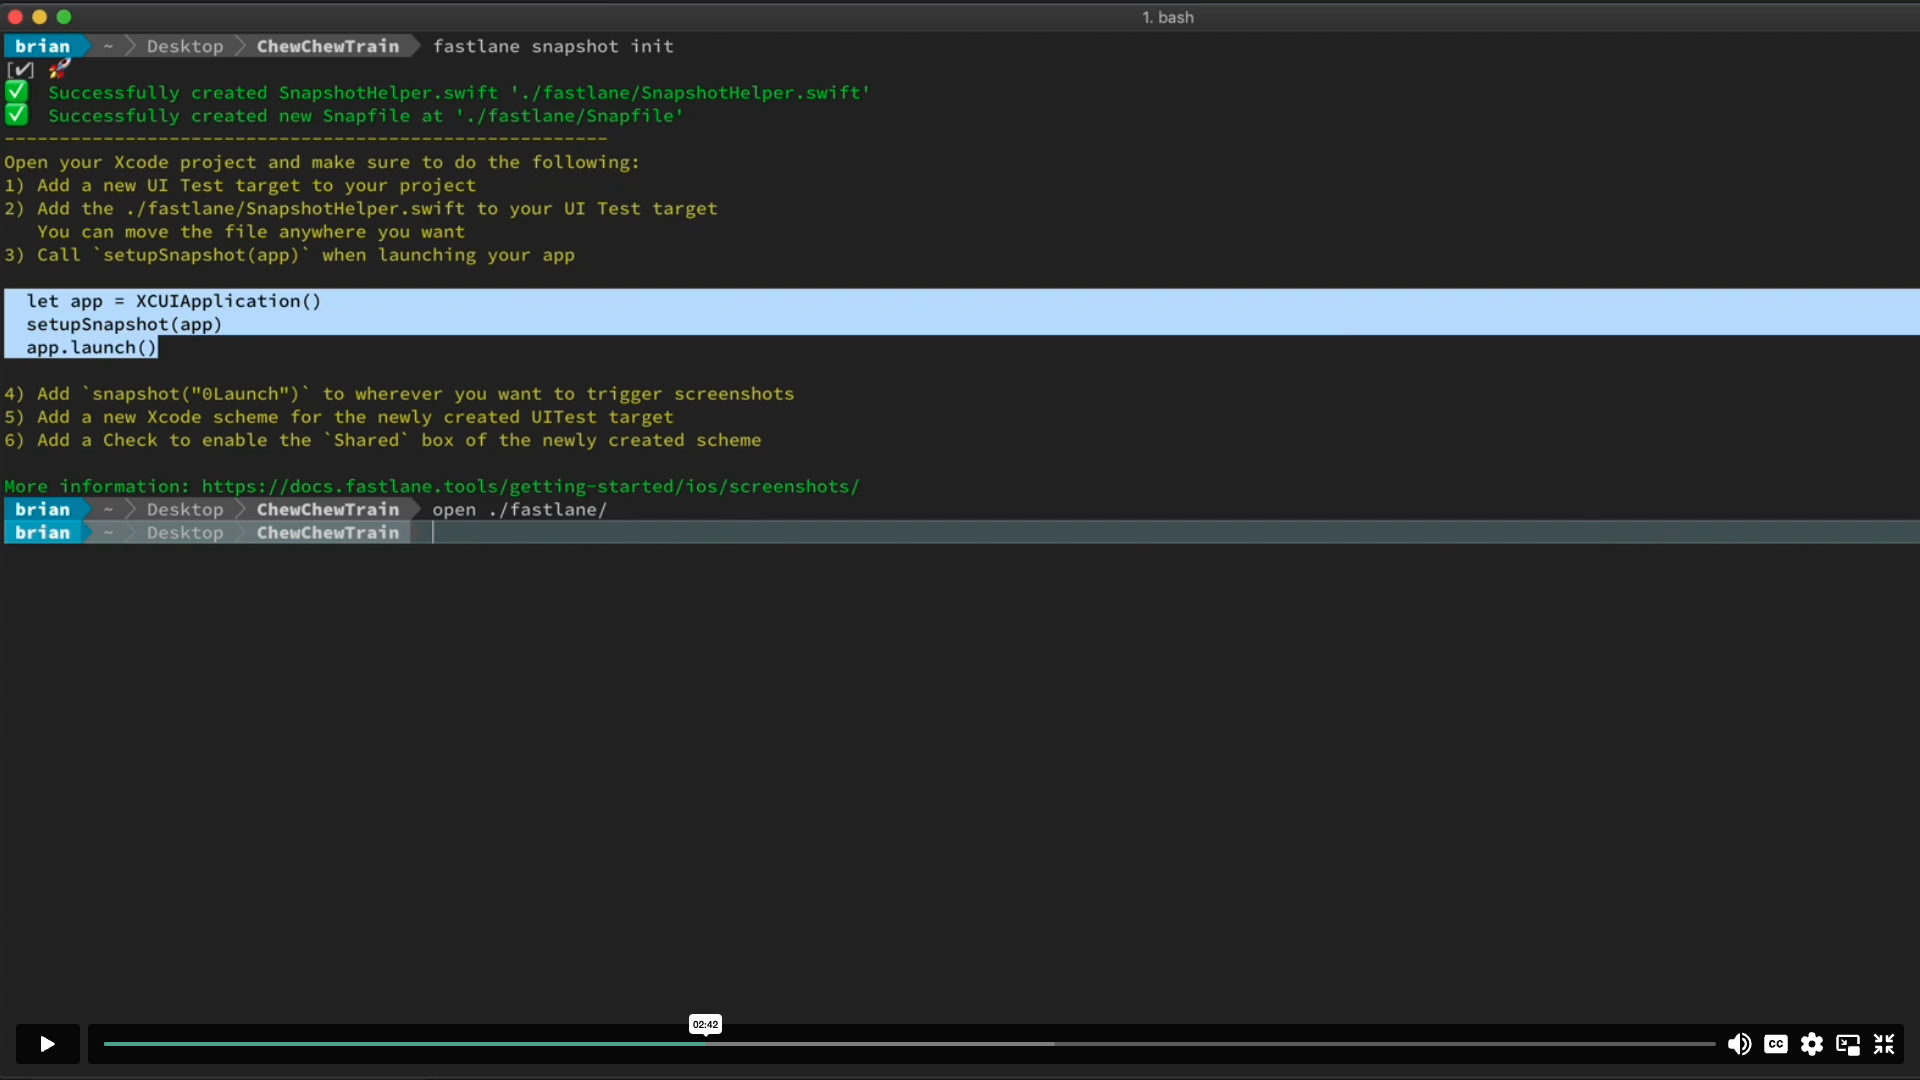 1. bash
brian ~ Desktop ChewChewTrain fastlane snapshot init
[✔] 🚀
✅ Successfully created SnapshotHelper.swift './fastlane/SnapshotHelper.swift'
✅ Successfully created new Snapfile at './fastlane/Snapfile'
-------------------------------------------------------
Open your Xcode project and make sure to do the following:
1) Add a new UI Test target to your project
2) Add the ./fastlane/SnapshotHelper.swift to your UI Test target
You can move the file anywhere you want
3) Call `setupSnapshot(app)` when launching your app
let app = XCUIApplication()
setupSnapshot(app)
app.launch()
4) Add `snapshot("0Launch")` to wherever you want to trigger screenshots
5) Add a new Xcode scheme for the newly created UITest target
6) Add a Check to enable the `Shared` box of the newly created scheme
More information: https://docs.fastlane.tools/getting-started/ios/screenshots/
brian ~ Desktop ChewChewTrain open ./fastlane/
brian ~ Desktop ChewChewTrain
02:42
CC